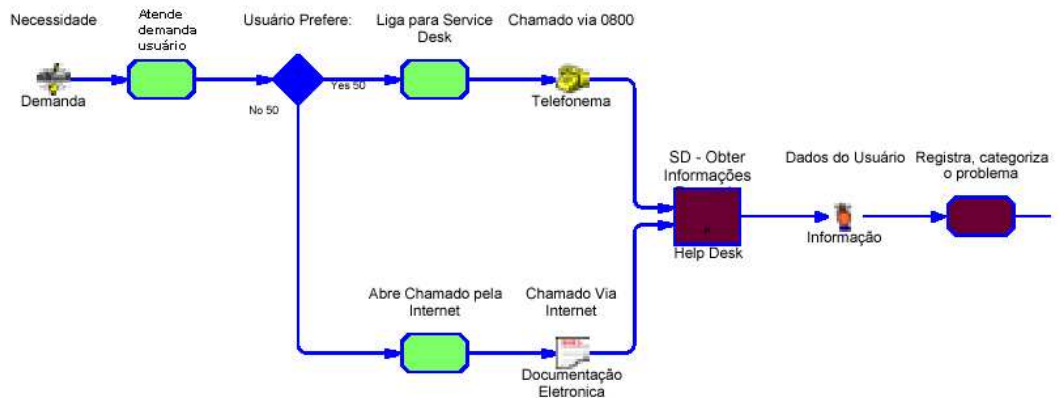 Necessidade
Atende
demanda
usuário
Usuário Prefere:
Liga para Service
Desk
Chamado via 0800
Demanda
Yes 50
No 50
Telefonema
SD - Obter
Informações
Dados do Usuário
Registra, categoriza
o problema
Help Desk
Informação
Abre Chamado pela
Internet
Chamado Via
Internet
Documentação
Eletronica